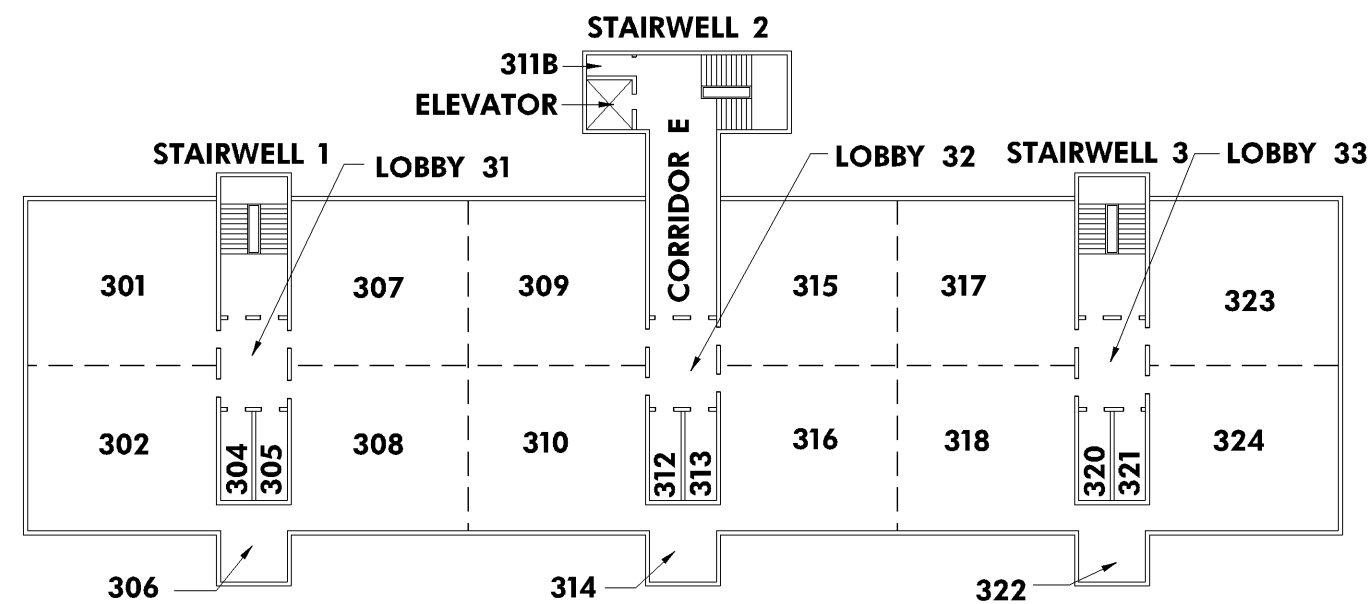 STAIRWELL 2
311B
ELEVATOR
CORRIDOR E
STAIRWELL 1
LOBBY 31
LOBBY 32
STAIRWELL 3
LOBBY 33
301
307
309
315
317
323
302
304
305
308
310
312
313
316
318
320
321
324
306
314
322